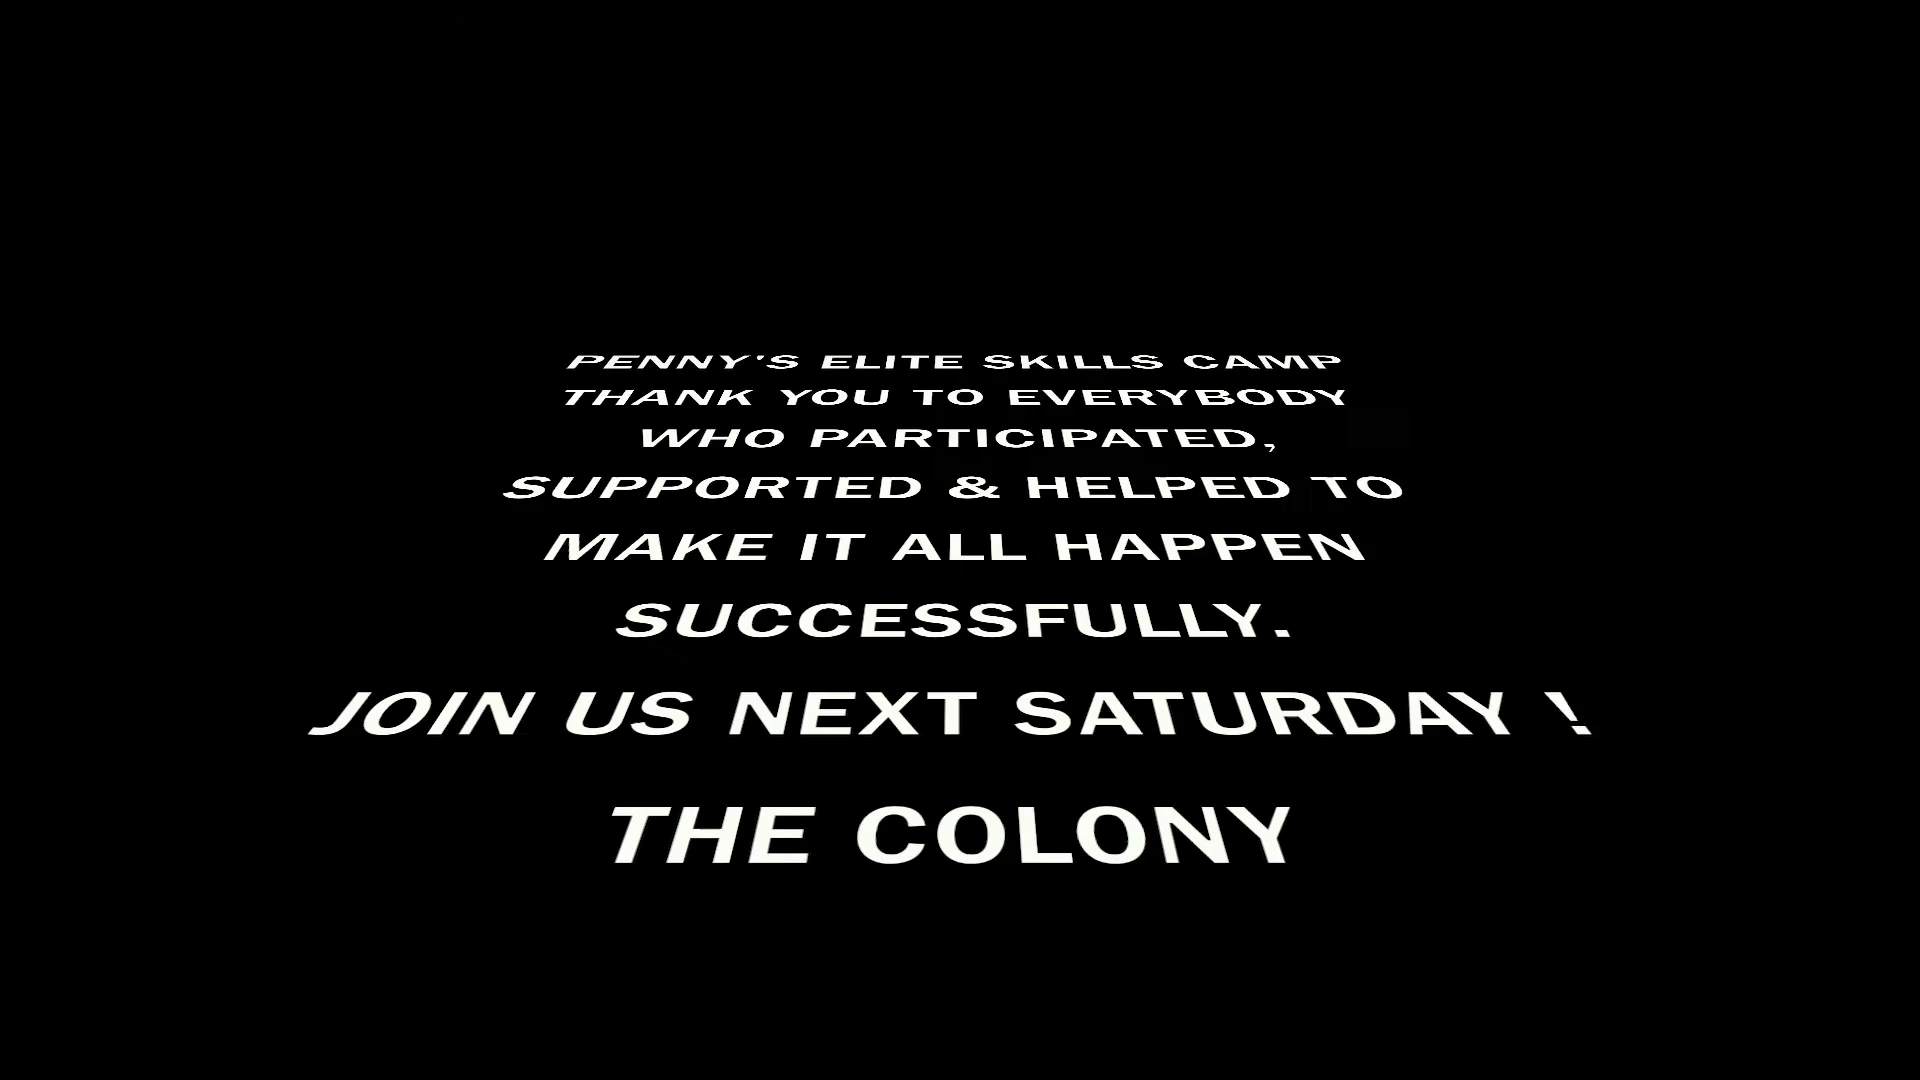 PENNY'S ELITE SKILLS CAMP
THANK YOU TO EVERYBODY
WHO PARTICIPATED,
SUPPORTED & HELPED TO
MAKE IT ALL HAPPEN
SUCCESSFULLY.
JOIN US NEXT SATURDAY !
THE COLONY